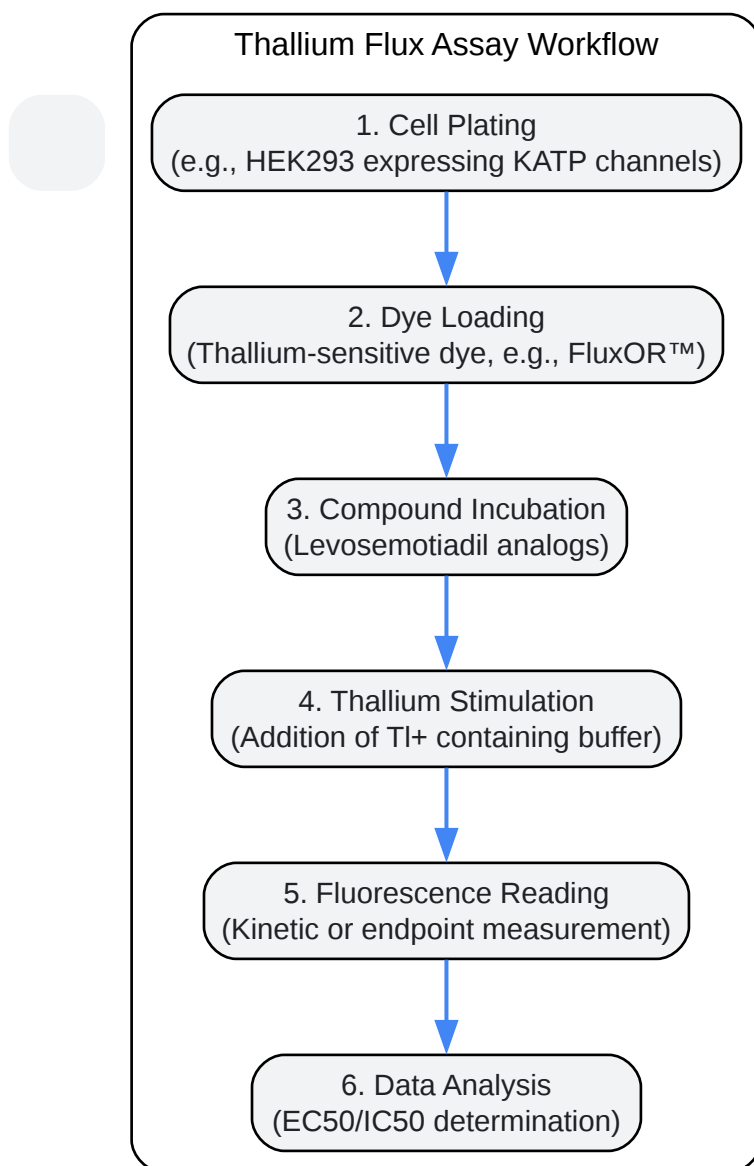 Thallium Flux Assay Workflow
1. Cell Plating
(e.g., HEK293 expressing KATP channels)
2. Dye Loading
(Thallium-sensitive dye, e.g., FluxOR™)
3. Compound Incubation
(Levosemotiadil analogs)
4. Thallium Stimulation
(Addition of Tl+ containing buffer)
5. Fluorescence Reading
(Kinetic or endpoint measurement)
6. Data Analysis
(EC50/IC50 determination)